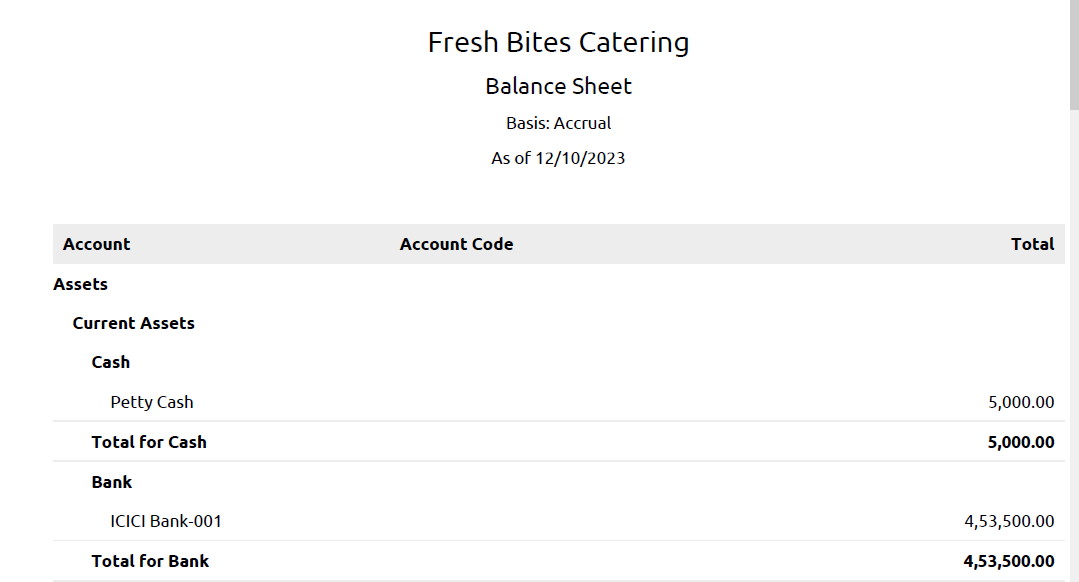 Fresh Bites Catering
Balance Sheet
Basis: Accrual
As of 12/10/2023
Account Account Code Total
Assets
Current Assets
Cash
Petty Cash 5,000.00
Total for Cash 5,000.00
Bank
ICICI Bank-001 4,53,500.00
Total for Bank 4,53,500.00